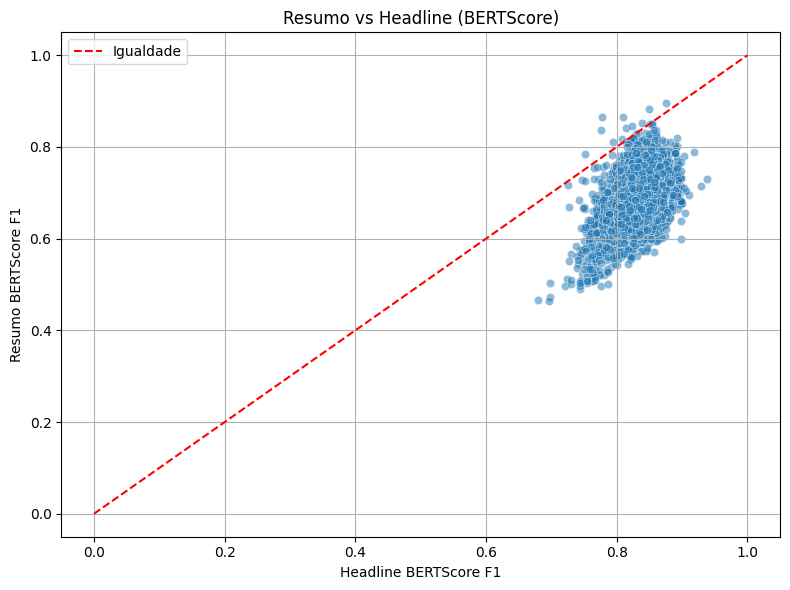 Resumo vs Headline (BERTScore)
Igualdade
Resumo BERTScore F1
1.0
0.8
0.6
0.4
0.2
0.0
0.0 0.2 0.4 0.6 0.8 1.0
Headline BERTScore F1